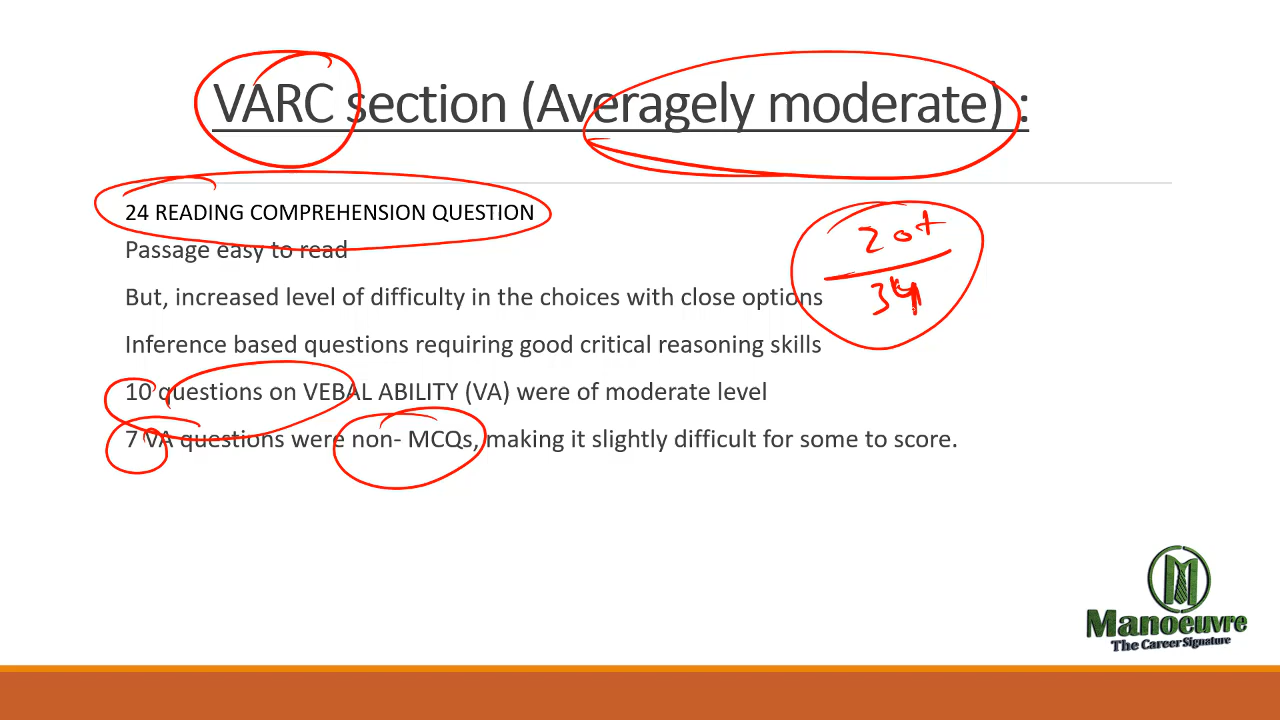 VARC section (Averagely moderate) :
24 READING COMPREHENSION QUESTION
Passage easy to read
20+
34
But, increased level of difficulty in the choices with close options
Inference based questions requiring good critical reasoning skills
10 questions on VEBAL ABILITY (VA) were of moderate level
7 VA questions were non- MCQs, making it slightly difficult for some to score.
M
Manoeuvre
The Career Signature